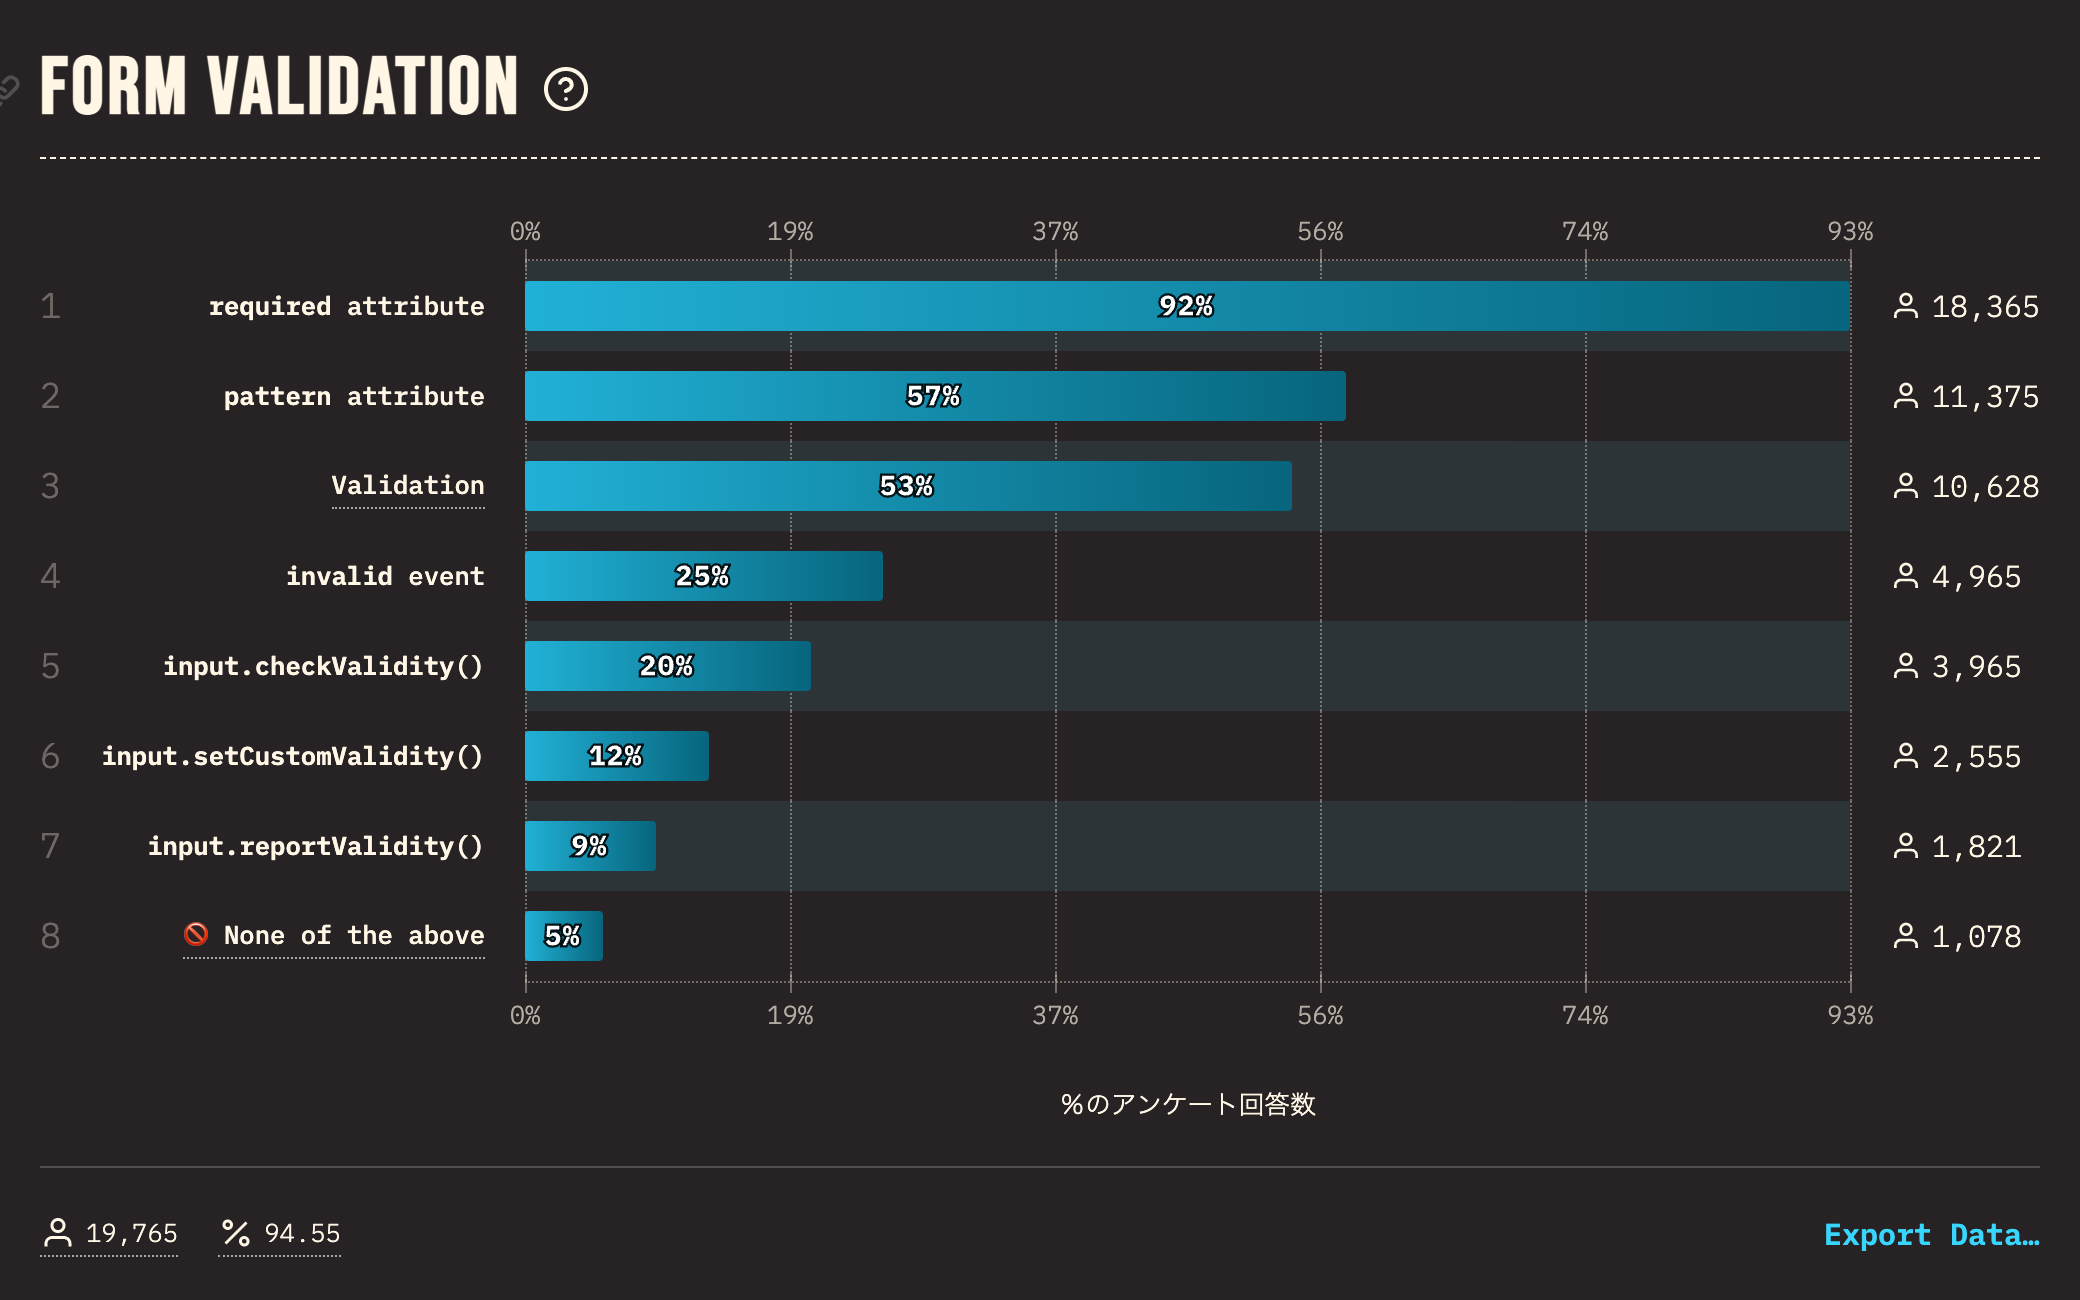 FORM VALIDATION
0% 19% 37% 56% 74% 93%
1 required attribute 92% 18,365
2 pattern attribute 57% 11,375
3 Validation 53% 10,628
4 invalid event 25% 4,965
5 input.checkValidity() 20% 3,965
6 input.setCustomValidity() 12% 2,555
7 input.reportValidity() 9% 1,821
8 None of the above 5% 1,078
0% 19% 37% 56% 74% 93%
%のアンケート回答数
19,765 % 94.55 Export Data…